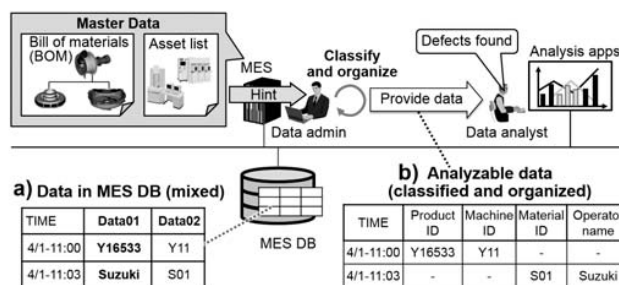 Master Data
Bill of materials
(BOM)
Asset list
MES
Hint
Classify
and organize
Data admin
Provide data
Defects found
Data analyst
Analysis apps
a) Data in MES DB (mixed)
TIME Data01 Data02
4/1-11:00 Y16533 Y11
4/1-11:03 Suzuki S01
MES DB
b) Analyzable data
(classified and organized)
TIME Product ID Machine ID Material ID Operator name
4/1-11:00 Y16533 Y11 - -
4/1-11:03 - - S01 Suzuki